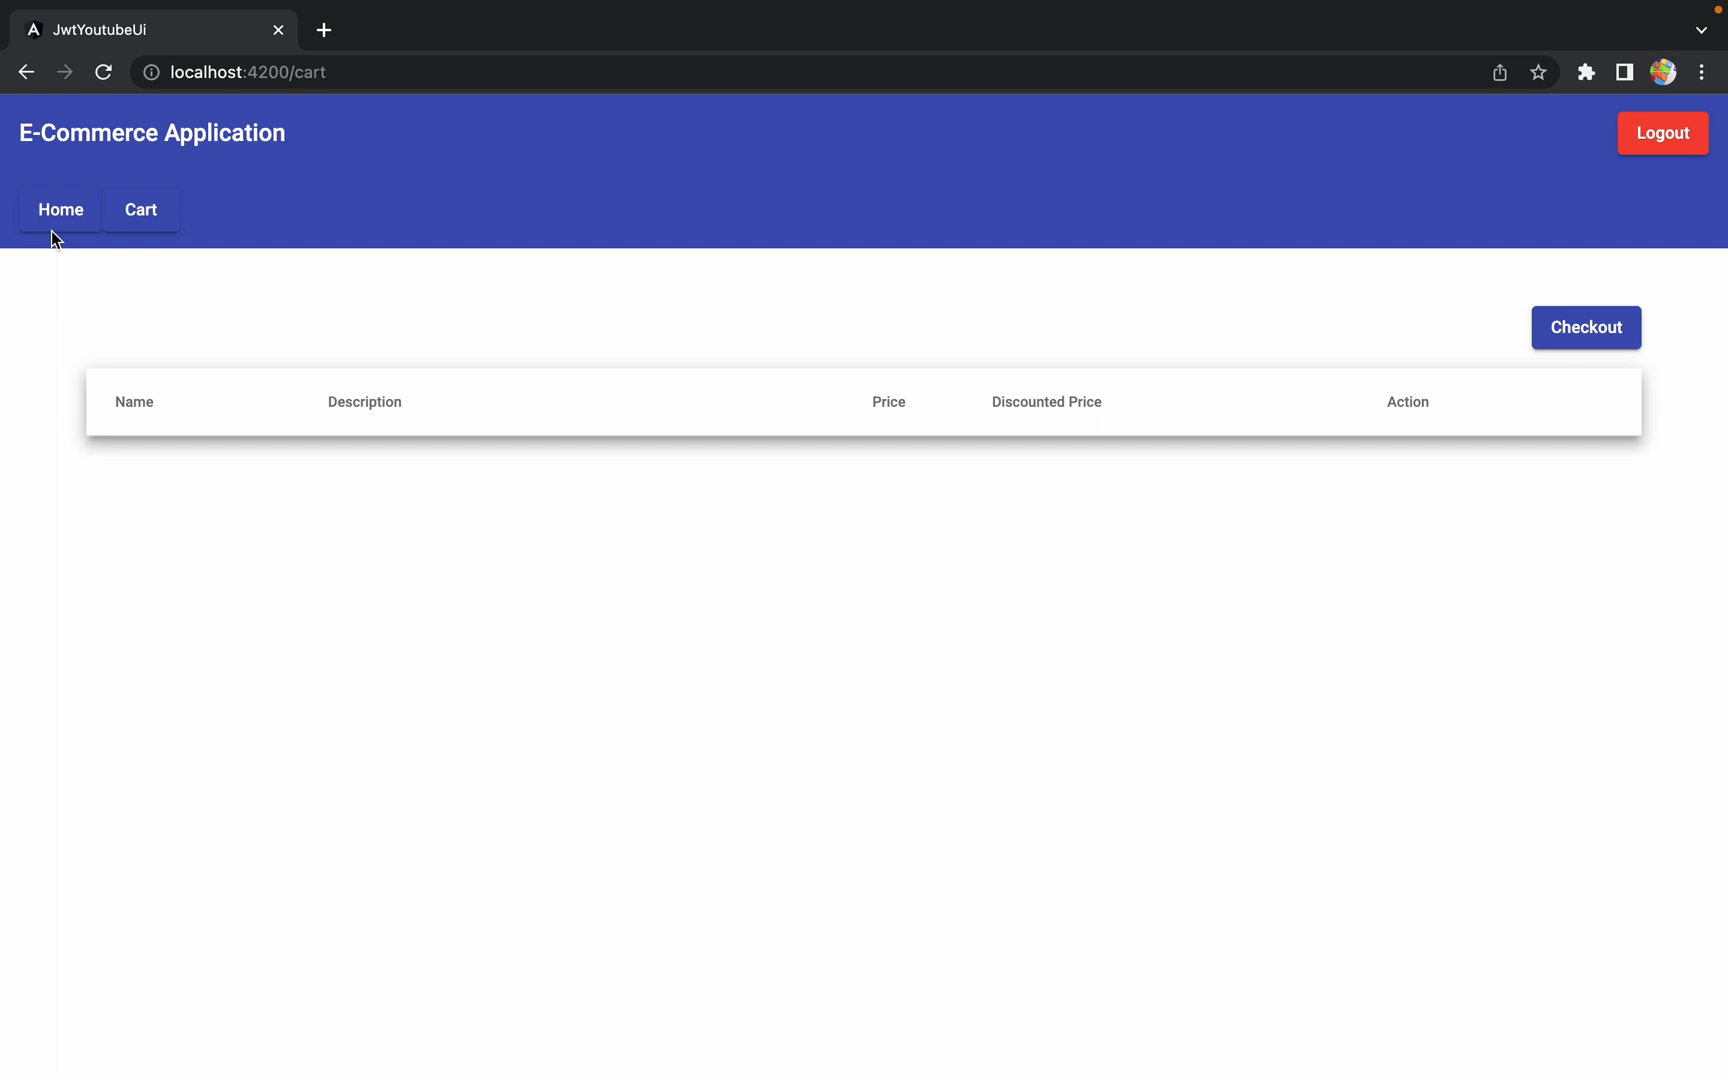 JwtYoutubeUi
localhost:4200/cart
E-Commerce Application
Logout
Home Cart
Checkout
Name Description Price Discounted Price Action